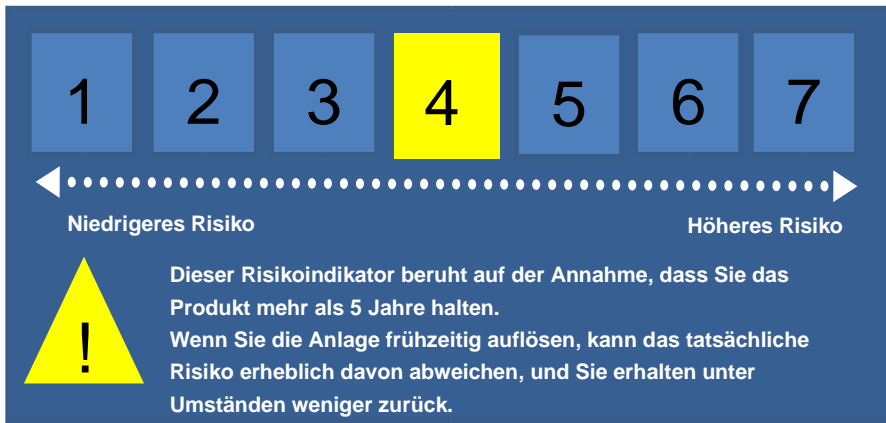 1 2 3 4 5 6 7
Niedrigeres Risiko Höheres Risiko
Dieser Risikoindikator beruht auf der Annahme, dass Sie das
Produkt mehr als 5 Jahre halten.
Wenn Sie die Anlage frühzeitig auflösen, kann das tatsächliche
Risiko erheblich davon abweichen, und Sie erhalten unter
Umständen weniger zurück.
!